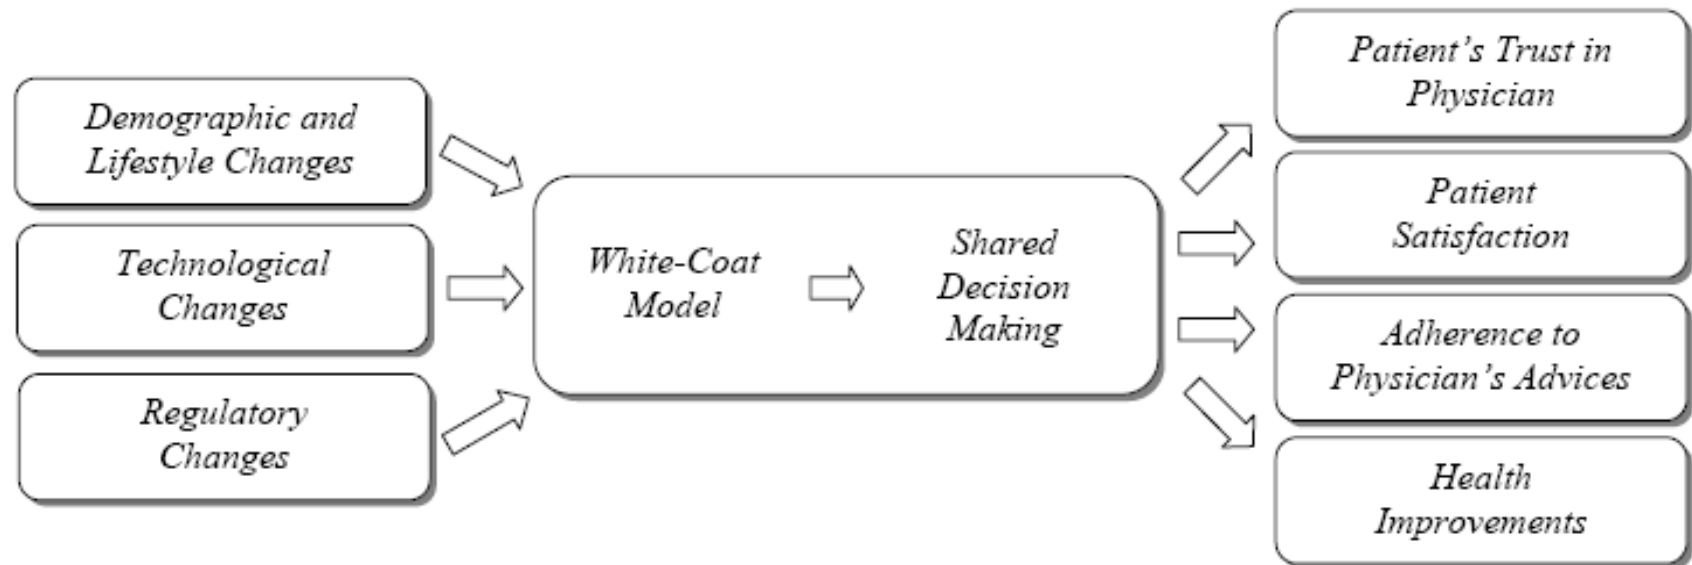 Demographic and
Lifestyle Changes
Technological
Changes
Regulatory
Changes
White-Coat
Model
Shared
Decision
Making
Patient’s Trust in
Physician
Patient
Satisfaction
Adherence to
Physician’s Advices
Health
Improvements